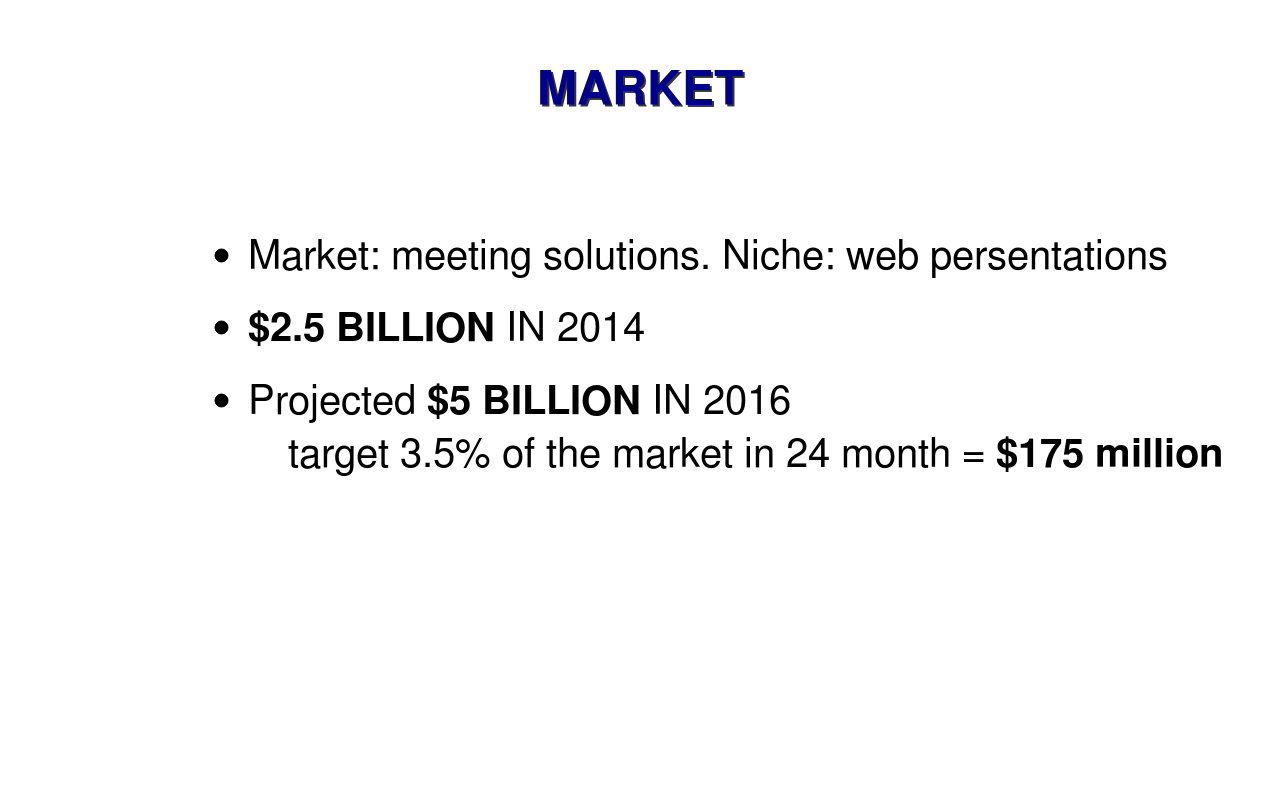 MARKET
• Market: meeting solutions. Niche: web persentations
• $2.5 BILLION IN 2014
• Projected $5 BILLION IN 2016
target 3.5% of the market in 24 month = $175 million